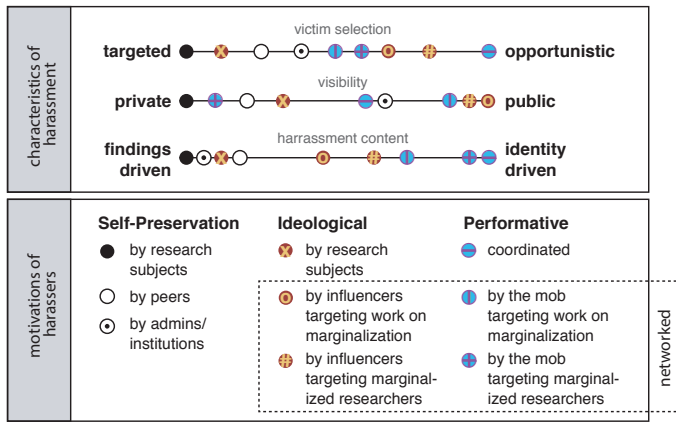 characteristics of
harassment
victim selection
targeted
opportunistic
visibility
private
public
harrassment content
findings
driven
identity
driven
motivations of
harassers
Self-Preservation
by research
subjects
by peers
by admins/
institutions
Ideological
by research
subjects
by influencers
targeting work on
marginalization
by influencers
targeting marginal-
ized researchers
Performative
coordinated
by the mob
targeting work on
marginalization
by the mob
targeting marginal-
ized researchers
networked